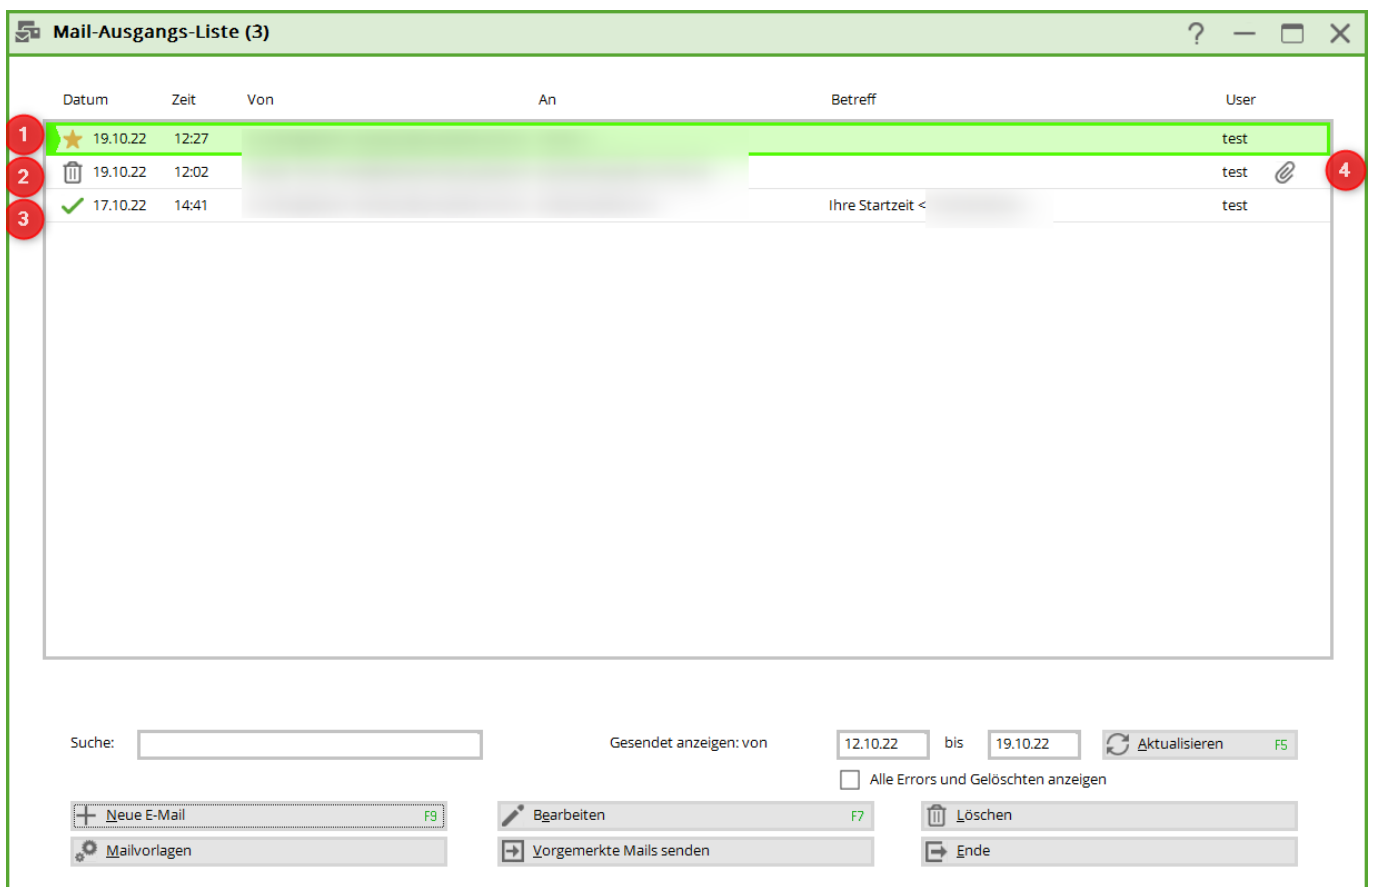 Mail-Ausgangs-Liste (3)
Datum Zeit Von An Betreff User
1 19.10.22 12:27 test
2 19.10.22 12:02 test 4
3 17.10.22 14:41 Ihre Startzeit < test
Suche: Gesendet anzeigen: von 12.10.22 bis 19.10.22 Aktualisieren F5
Alle Errors und Gelöschten anzeigen
Neue E-Mail F9 Bearbeiten F7 Löschen
Mailvorlagen Vorgemerkte Mails senden Ende